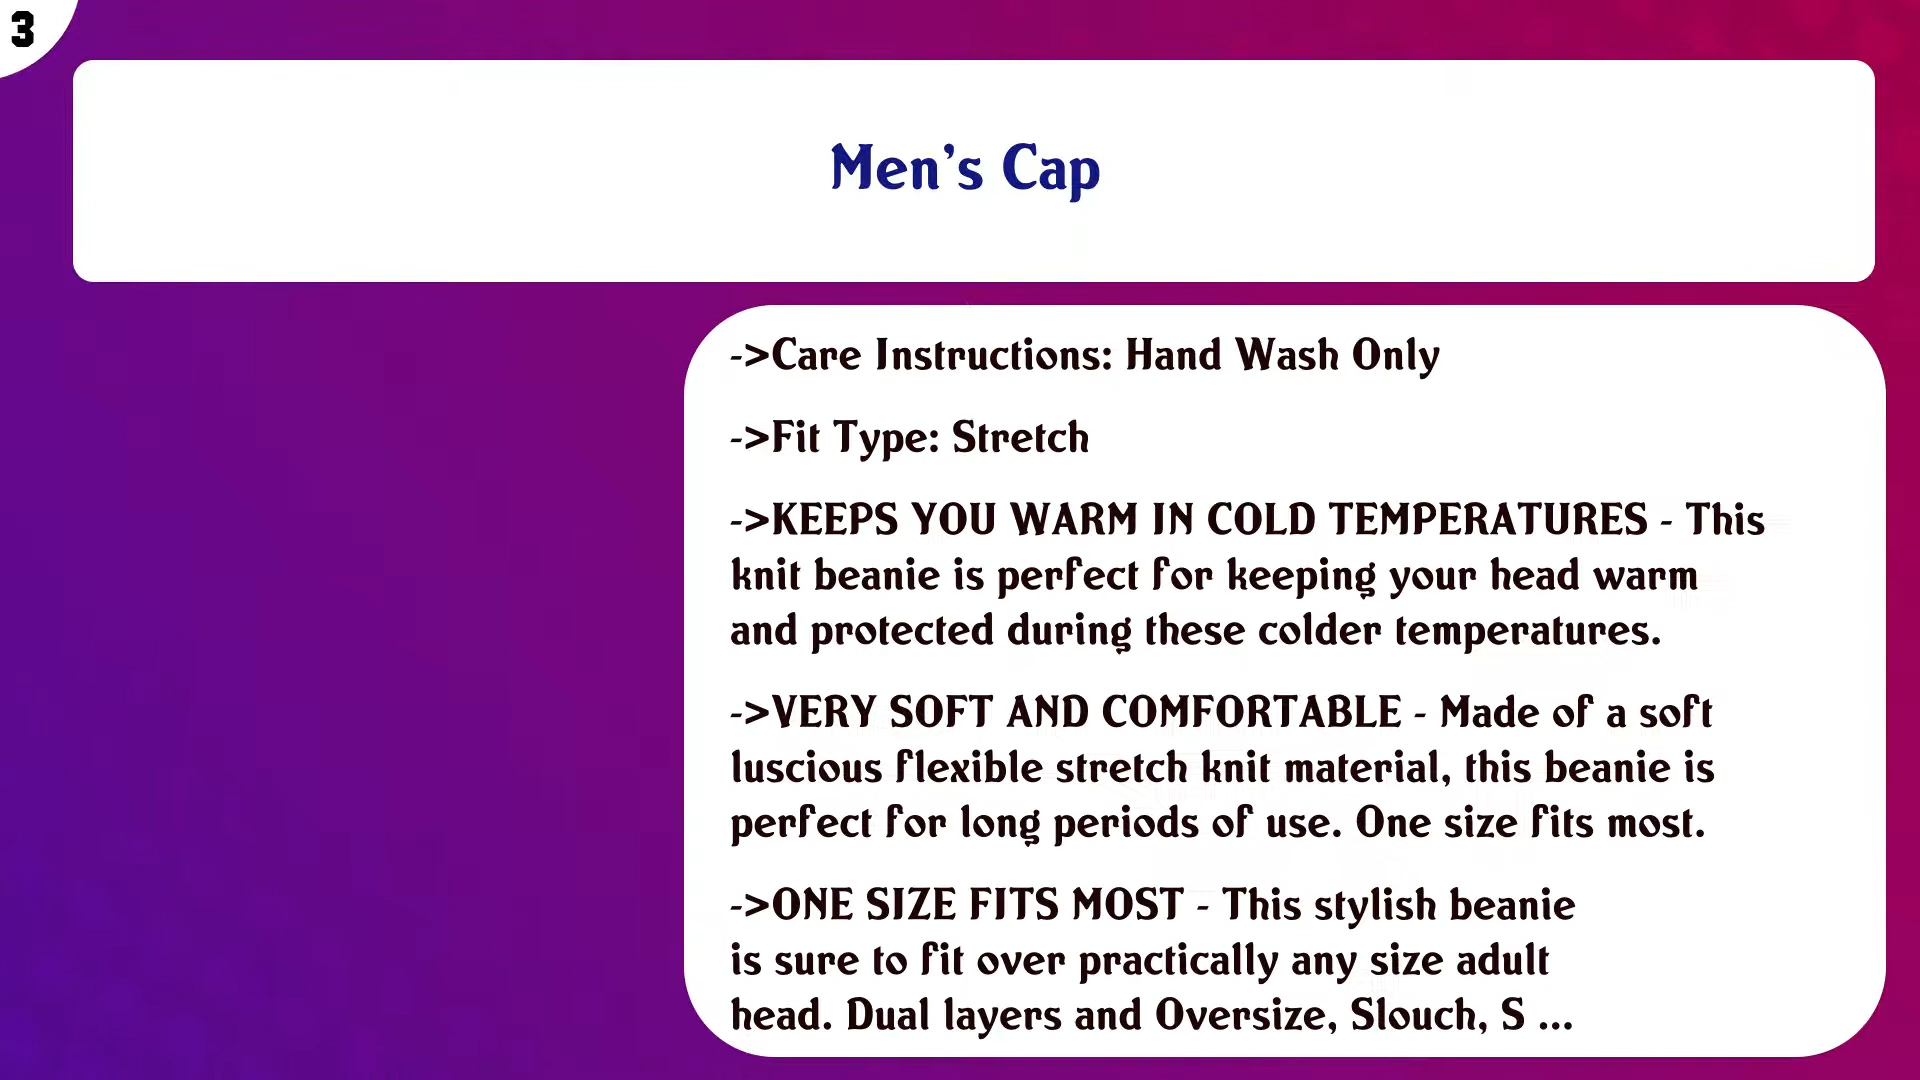 3
Men's Cap
->Care Instructions: Hand Wash Only
->Fit Type: Stretch
->KEEPS YOU WARM IN COLD TEMPERATURES - This
knit beanie is perfect for keeping your head warm
and protected during these colder temperatures.
->VERY SOFT AND COMFORTABLE - Made of a soft
luscious flexible stretch knit material, this beanie is
perfect for long periods of use. One size fits most.
->ONE SIZE FITS MOST - This stylish beanie
is sure to fit over practically any size adult
head. Dual layers and Oversize, Slouch, S ...